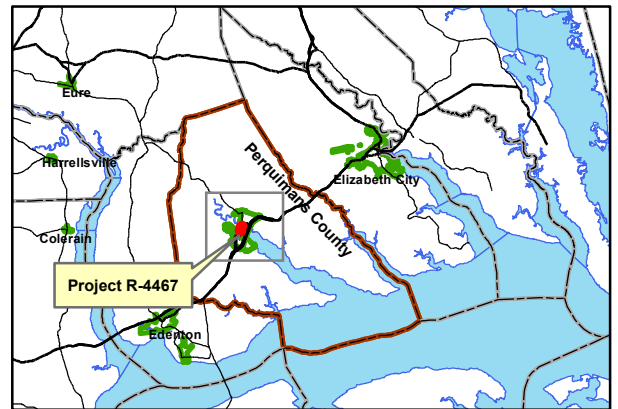 Eure
Harrellsville
Perquimans County
Elizabeth City
Colerain
Project R-4467
Edenton